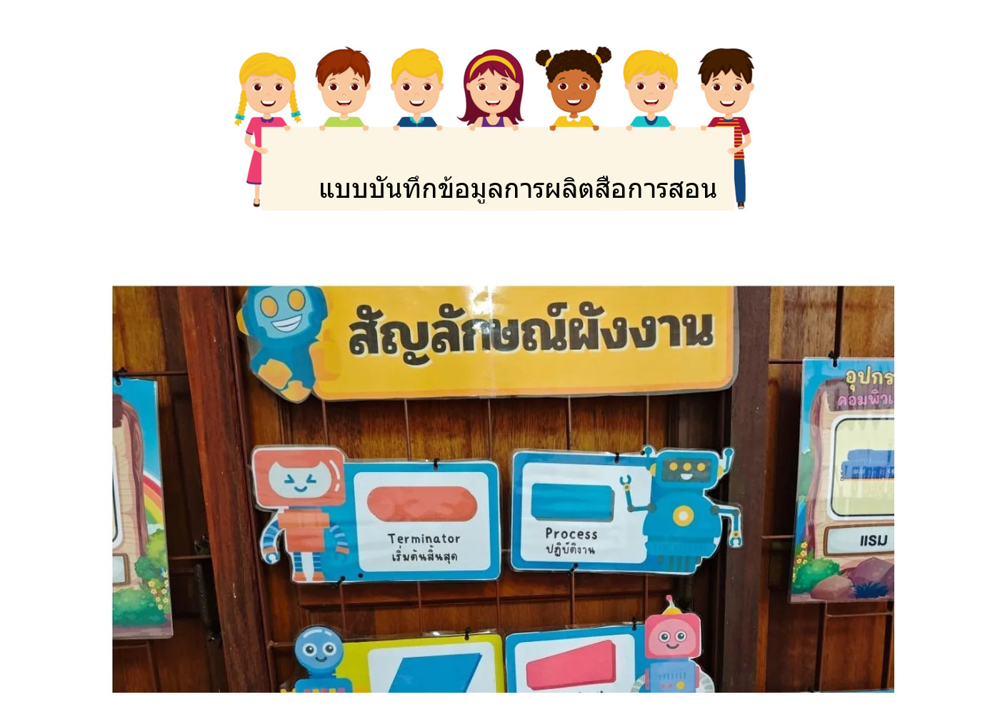 แบบบันทึกข้อมูลการผลิตสื่อการสอน
สัญลักษณ์ผังงาน
อุปกร
คอมพิวเ
Terminator
เริ่มต้นสิ้นสุด
Process
ปฏิบัติงาน
แรม